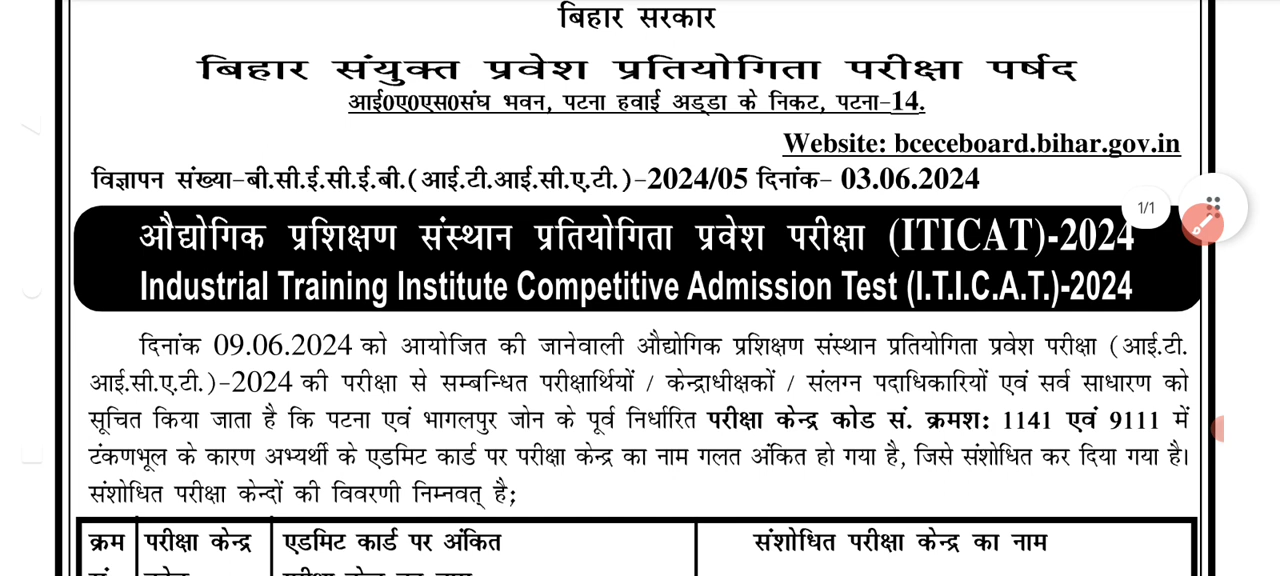 बिहार सरकार
बिहार संयुक्त प्रवेश प्रतियोगिता परीक्षा पर्षद
आई0ए0एस0संघ भवन, पटना हवाई अड्डा के निकट, पटना-14.
Website: bceceboard.bihar.gov.in
विज्ञापन संख्या-बी.सी.ई.सी.ई.बी.(आई.टी.आई.सी.ए.टी.)-2024/05 दिनांक- 03.06.2024
1/1
औद्योगिक प्रशिक्षण संस्थान प्रतियोगिता प्रवेश परीक्षा (ITICAT)-2024
Industrial Training Institute Competitive Admission Test (I.T.I.C.A.T.)-2024
दिनांक 09.06.2024 को आयोजित की जानेवाली औद्योगिक प्रशिक्षण संस्थान प्रतियोगिता प्रवेश परीक्षा (आई.टी.
आई.सी.ए.टी.)-2024 की परीक्षा से सम्बन्धित परीक्षार्थियों / केन्द्राधीक्षकों / संलग्न पदाधिकारियों एवं सर्व साधारण को
सूचित किया जाता है कि पटना एवं भागलपुर जोन के पूर्व निर्धारित परीक्षा केन्द्र कोड सं. क्रमश: 1141 एवं 9111 में
टंकणभूल के कारण अभ्यर्थी के एडमिट कार्ड पर परीक्षा केन्द्र का नाम गलत अंकित हो गया है, जिसे संशोधित कर दिया गया है।
संशोधित परीक्षा केन्दों की विवरणी निम्नवत् है;
क्रम परीक्षा केन्द्र एडमिट कार्ड पर अंकित संशोधित परीक्षा केन्द्र का नाम